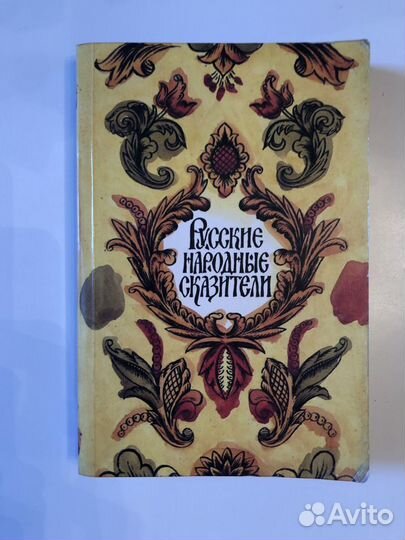 Русские
народные
сказители
Avito